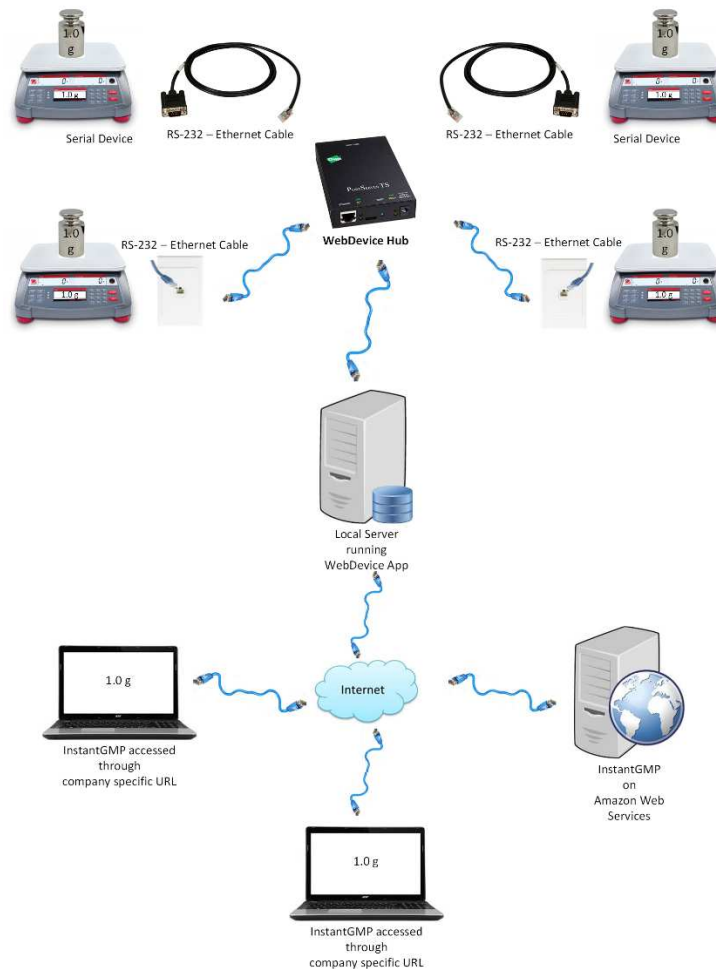 1.0
g
1.0 g
Serial Device
RS-232 – Ethernet Cable
RS-232 – Ethernet Cable
1.0
g
1.0 g
Serial Device
PortServer TS
WebDevice Hub
1.0
g
1.0 g
RS-232 – Ethernet Cable
RS-232 – Ethernet Cable
1.0
g
1.0 g
Local Server
running
WebDevice App
Internet
1.0 g
InstantGMP accessed
through
company specific URL
InstantGMP
on
Amazon Web
Services
1.0 g
InstantGMP accessed
through
company specific URL